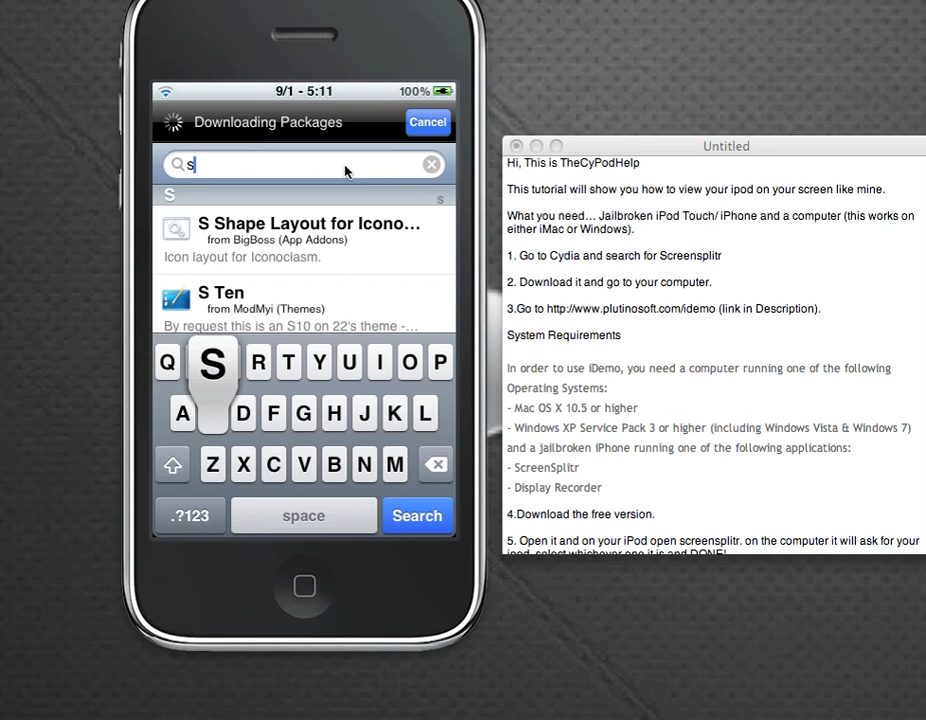 9/1 - 5:11
100%
Downloading Packages
Cancel
s
S
s
S Shape Layout for Icono...
from BigBoss (App Addons)
Icon layout for Iconoclasm.
S Ten
from ModMyi (Themes)
By request this is an S10 on 22's theme -...
Q S R T Y U I O P
A D F G H J K L
Z X C V B N M
.?123 space Search
Untitled
Hi, This is TheCyPodHelp
This tutorial will show you how to view your ipod on your screen like mine.
What you need... Jailbroken iPod Touch/ iPhone and a computer (this works on
either iMac or Windows).
1. Go to Cydia and search for Screensplitr
2. Download it and go to your computer.
3.Go to http://www.plutinosoft.com/idemo (link in Description).
System Requirements
In order to use iDemo, you need a computer running one of the following
Operating Systems:
- Mac OS X 10.5 or higher
- Windows XP Service Pack 3 or higher (including Windows Vista & Windows 7)
and a jailbroken iPhone running one of the following applications:
- ScreenSplitr
- Display Recorder
4.Download the free version.
5. Open it and on your iPod open screensplitr. on the computer it will ask for your
ipod, select whichever one it is and DONE!